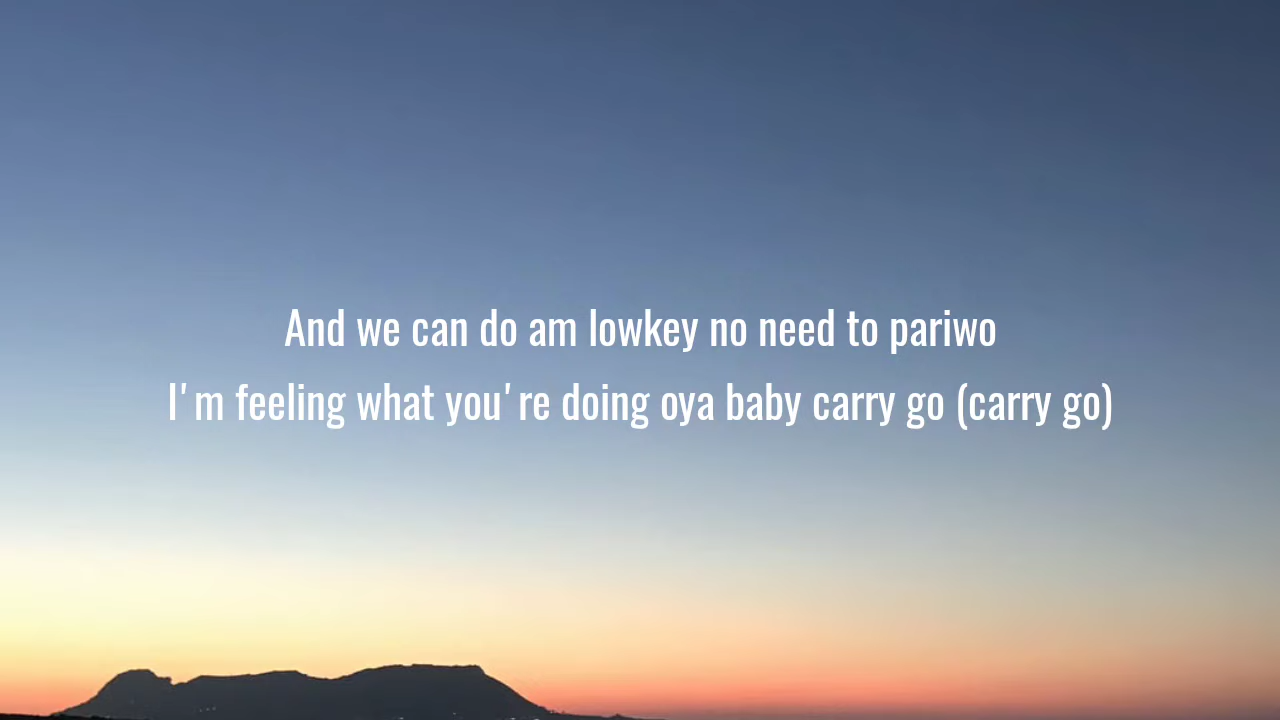 And we can do am lowkey no need to pariwo
I'm feeling what you're doing oya baby carry go (carry go)